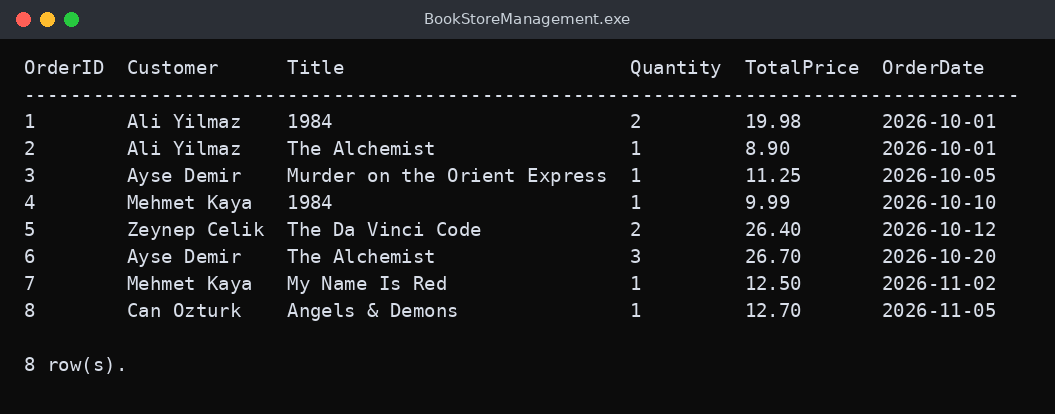 BookStoreManagement.exe
OrderID  Customer      Title                         Quantity  TotalPrice  OrderDate
---------------------------------------------------------------------------------------
1        Ali Yilmaz    1984                          2         19.98       2026-10-01
2        Ali Yilmaz    The Alchemist                 1         8.90        2026-10-01
3        Ayse Demir    Murder on the Orient Express  1         11.25       2026-10-05
4        Mehmet Kaya   1984                          1         9.99        2026-10-10
5        Zeynep Celik  The Da Vinci Code             2         26.40       2026-10-12
6        Ayse Demir    The Alchemist                 3         26.70       2026-10-20
7        Mehmet Kaya   My Name Is Red                1         12.50       2026-11-02
8        Can Ozturk    Angels & Demons               1         12.70       2026-11-05
8 row(s).